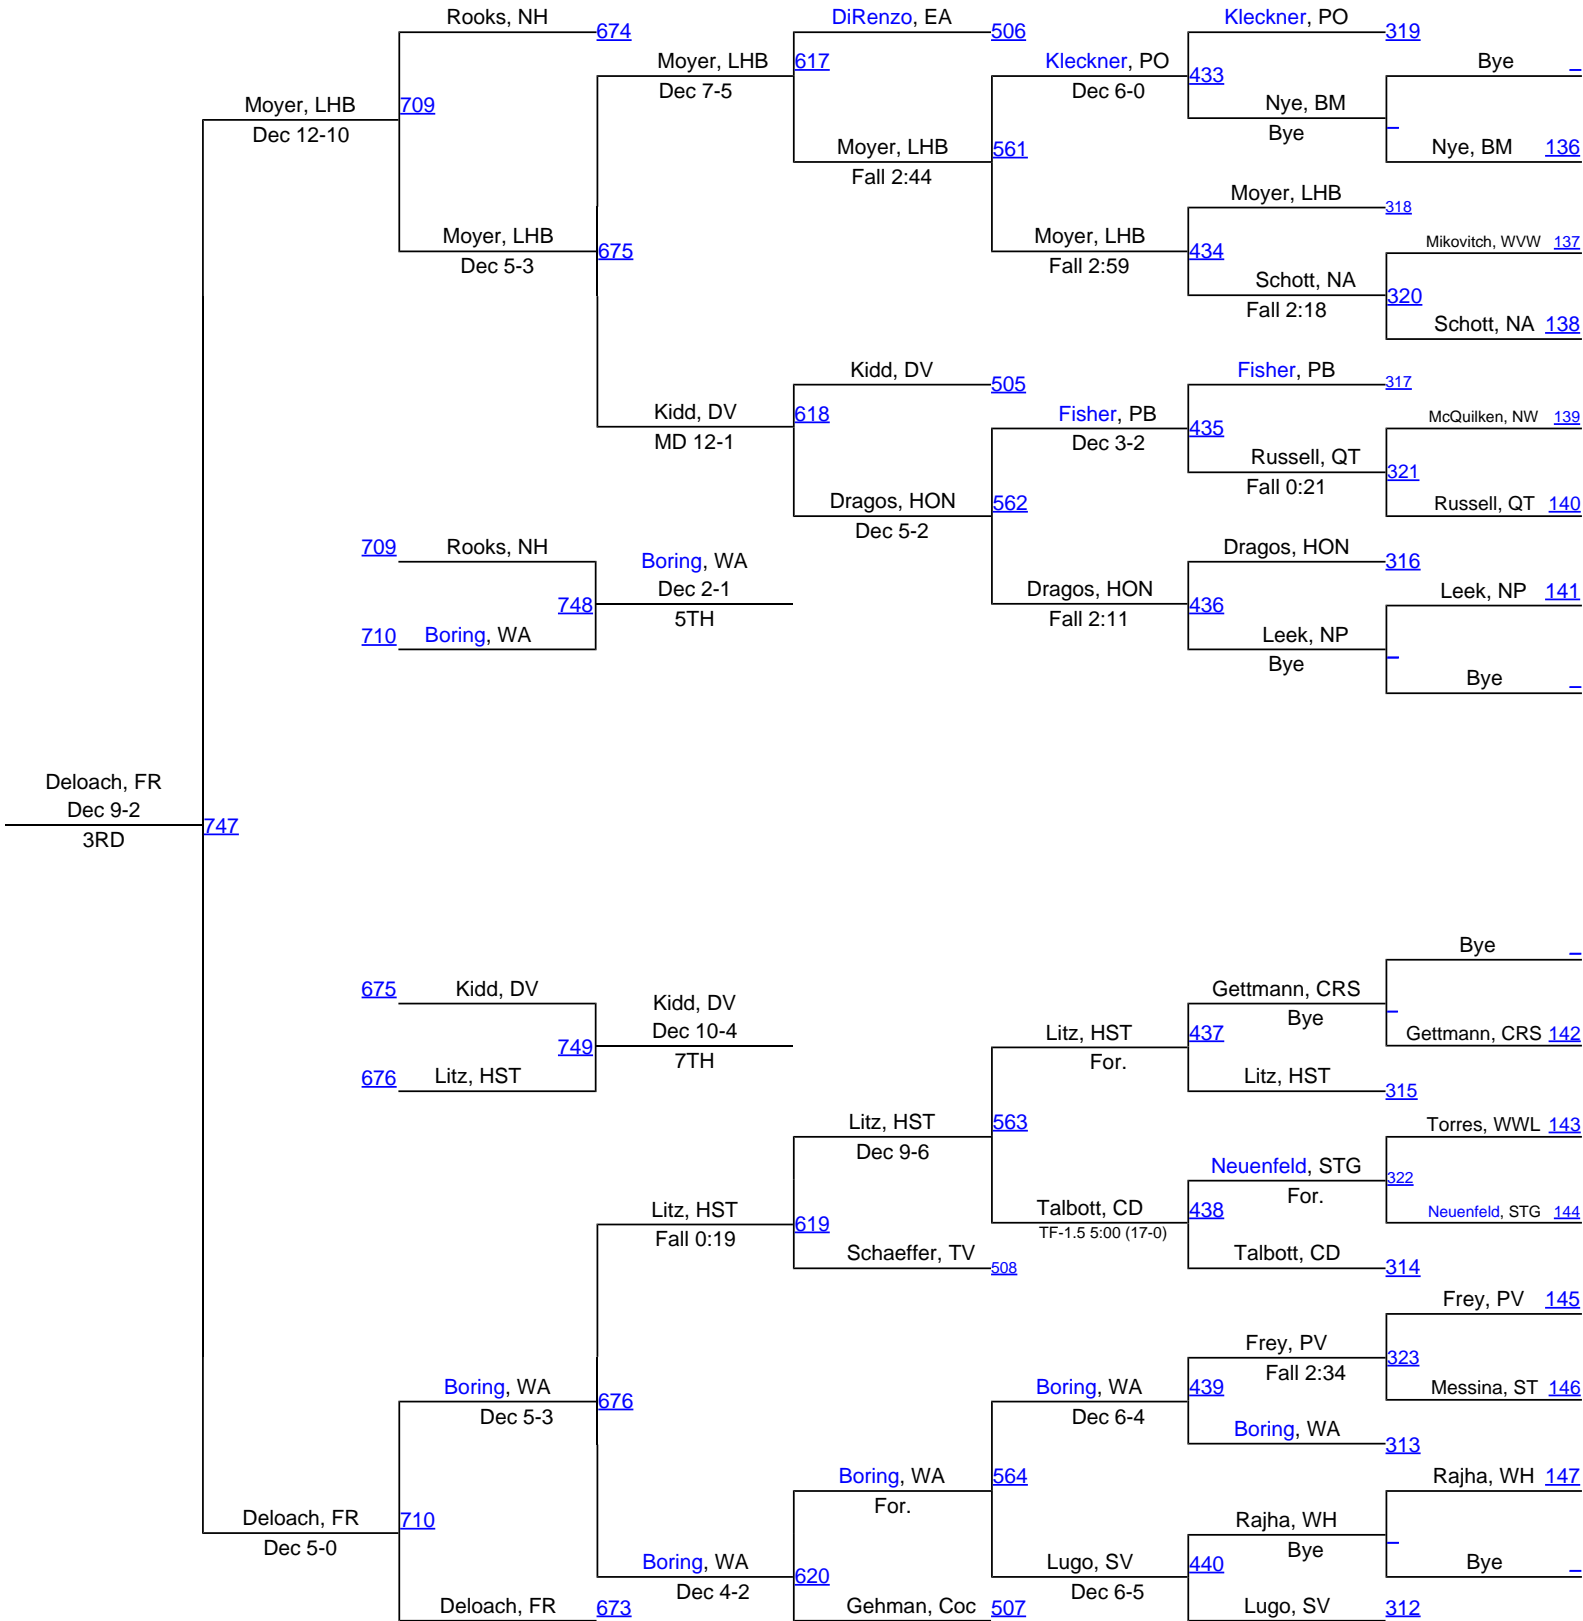 Rooks, NH
674
DiRenzo, EA
506
Kleckner, PO
319
Moyer, LHB
617
Dec 7-5
Kleckner, PO
433
Dec 6-0
Bye
Moyer, LHB
709
Dec 12-10
Nye, BM
Bye
Moyer, LHB
561
Fall 2:44
Nye, BM 136
Moyer, LHB
318
Moyer, LHB
675
Dec 5-3
Moyer, LHB
434
Fall 2:59
Mikovitch, WVW 137
Schott, NA
320
Fall 2:18
Schott, NA 138
Kidd, DV
505
Fisher, PB
317
Kidd, DV
618
MD 12-1
Fisher, PB
435
Dec 3-2
McQuilken, NW 139
Russell, QT
321
Fall 0:21
Dragos, HON
562
Dec 5-2
Russell, QT 140
709 Rooks, NH
Boring, WA
Dec 2-1
5TH
748
710 Boring, WA
Dragos, HON
316
Dragos, HON
436
Fall 2:11
Leek, NP 141
Leek, NP
Bye
Bye
Deloach, FR
Dec 9-2
3RD
747
Bye
675 Kidd, DV
Kidd, DV
Dec 10-4
7TH
749
676 Litz, HST
Gettmann, CRS
Bye
Litz, HST
437
For.
Gettmann, CRS 142
Litz, HST
315
Litz, HST
563
Dec 9-6
Torres, WWL 143
Neuenfeld, STG
322
For.
Litz, HST
619
Fall 0:19
Talbott, CD
438
TF-1.5 5:00 (17-0)
Neuenfeld, STG 144
Schaeffer, TV
508
Talbott, CD
314
Frey, PV 145
Frey, PV
323
Fall 2:34
Boring, WA
676
Dec 5-3
Boring, WA
439
Dec 6-4
Messina, ST 146
Boring, WA
313
Boring, WA
564
For.
Rajha, WH 147
Deloach, FR
710
Dec 5-0
Rajha, WH
Bye
Boring, WA
620
Dec 4-2
Lugo, SV
440
Dec 6-5
Bye
Deloach, FR
673
Gehman, Coc
507
Lugo, SV
312